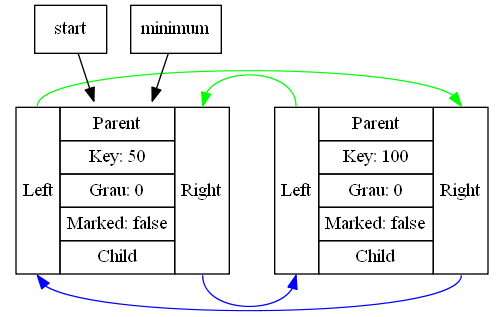 start
minimum
Left
Parent
Key: 50
Grau: 0
Marked: false
Child
Right
Left
Parent
Key: 100
Grau: 0
Marked: false
Child
Right